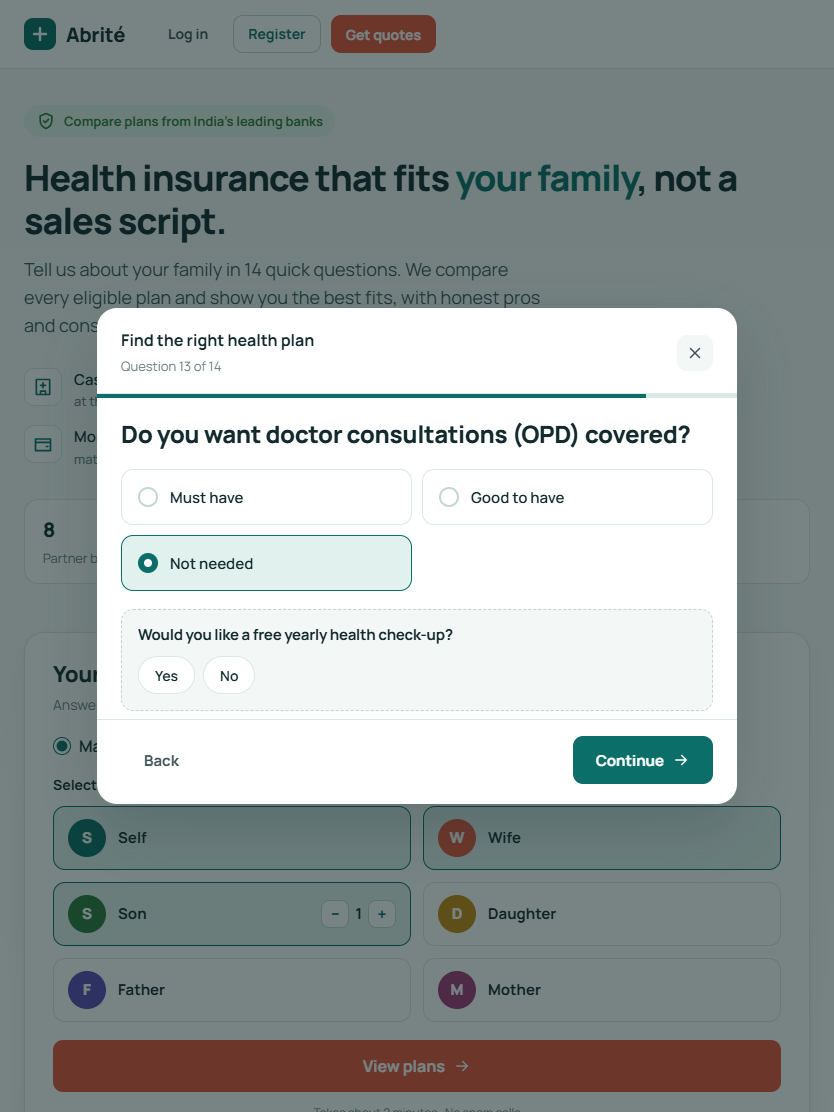 Abrité
Log in
Register
Get quotes
Compare plans from India's leading banks
Health insurance that fits your family, not a
sales script.
Tell us about your family in 14 quick questions. We compare
every eligible plan and show you the best fits, with honest pros
and cons
Find the right health plan
Question 13 of 14
Do you want doctor consultations (OPD) covered?
Must have
Good to have
Not needed
Would you like a free yearly health check-up?
Yes
No
Back
Continue
8
Partner
Your
Select
S
Self
W
Wife
S
Son
− 1 +
D
Daughter
F
Father
M
Mother
View plans